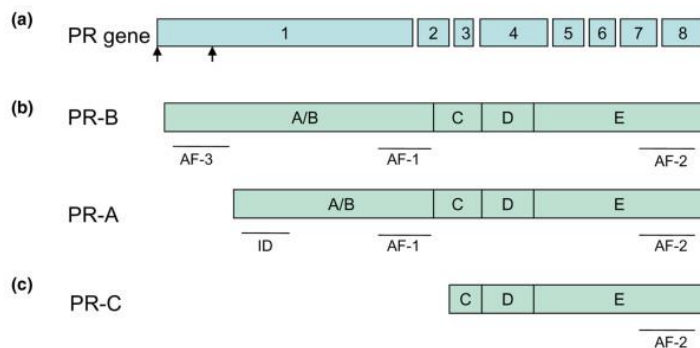 (a) PR gene 1 2 3 4 5 6 7 8
(b) PR-B A/B C D E
AF-3 AF-1 AF-2
PR-A A/B C D E
ID AF-1 AF-2
(c) PR-C C D E
AF-2